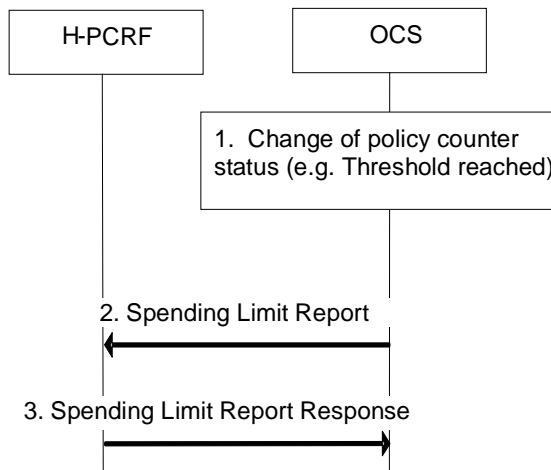 H-PCRF
OCS
1. Change of policy counter
status (e.g. Threshold reached)
2. Spending Limit Report
3. Spending Limit Report Response